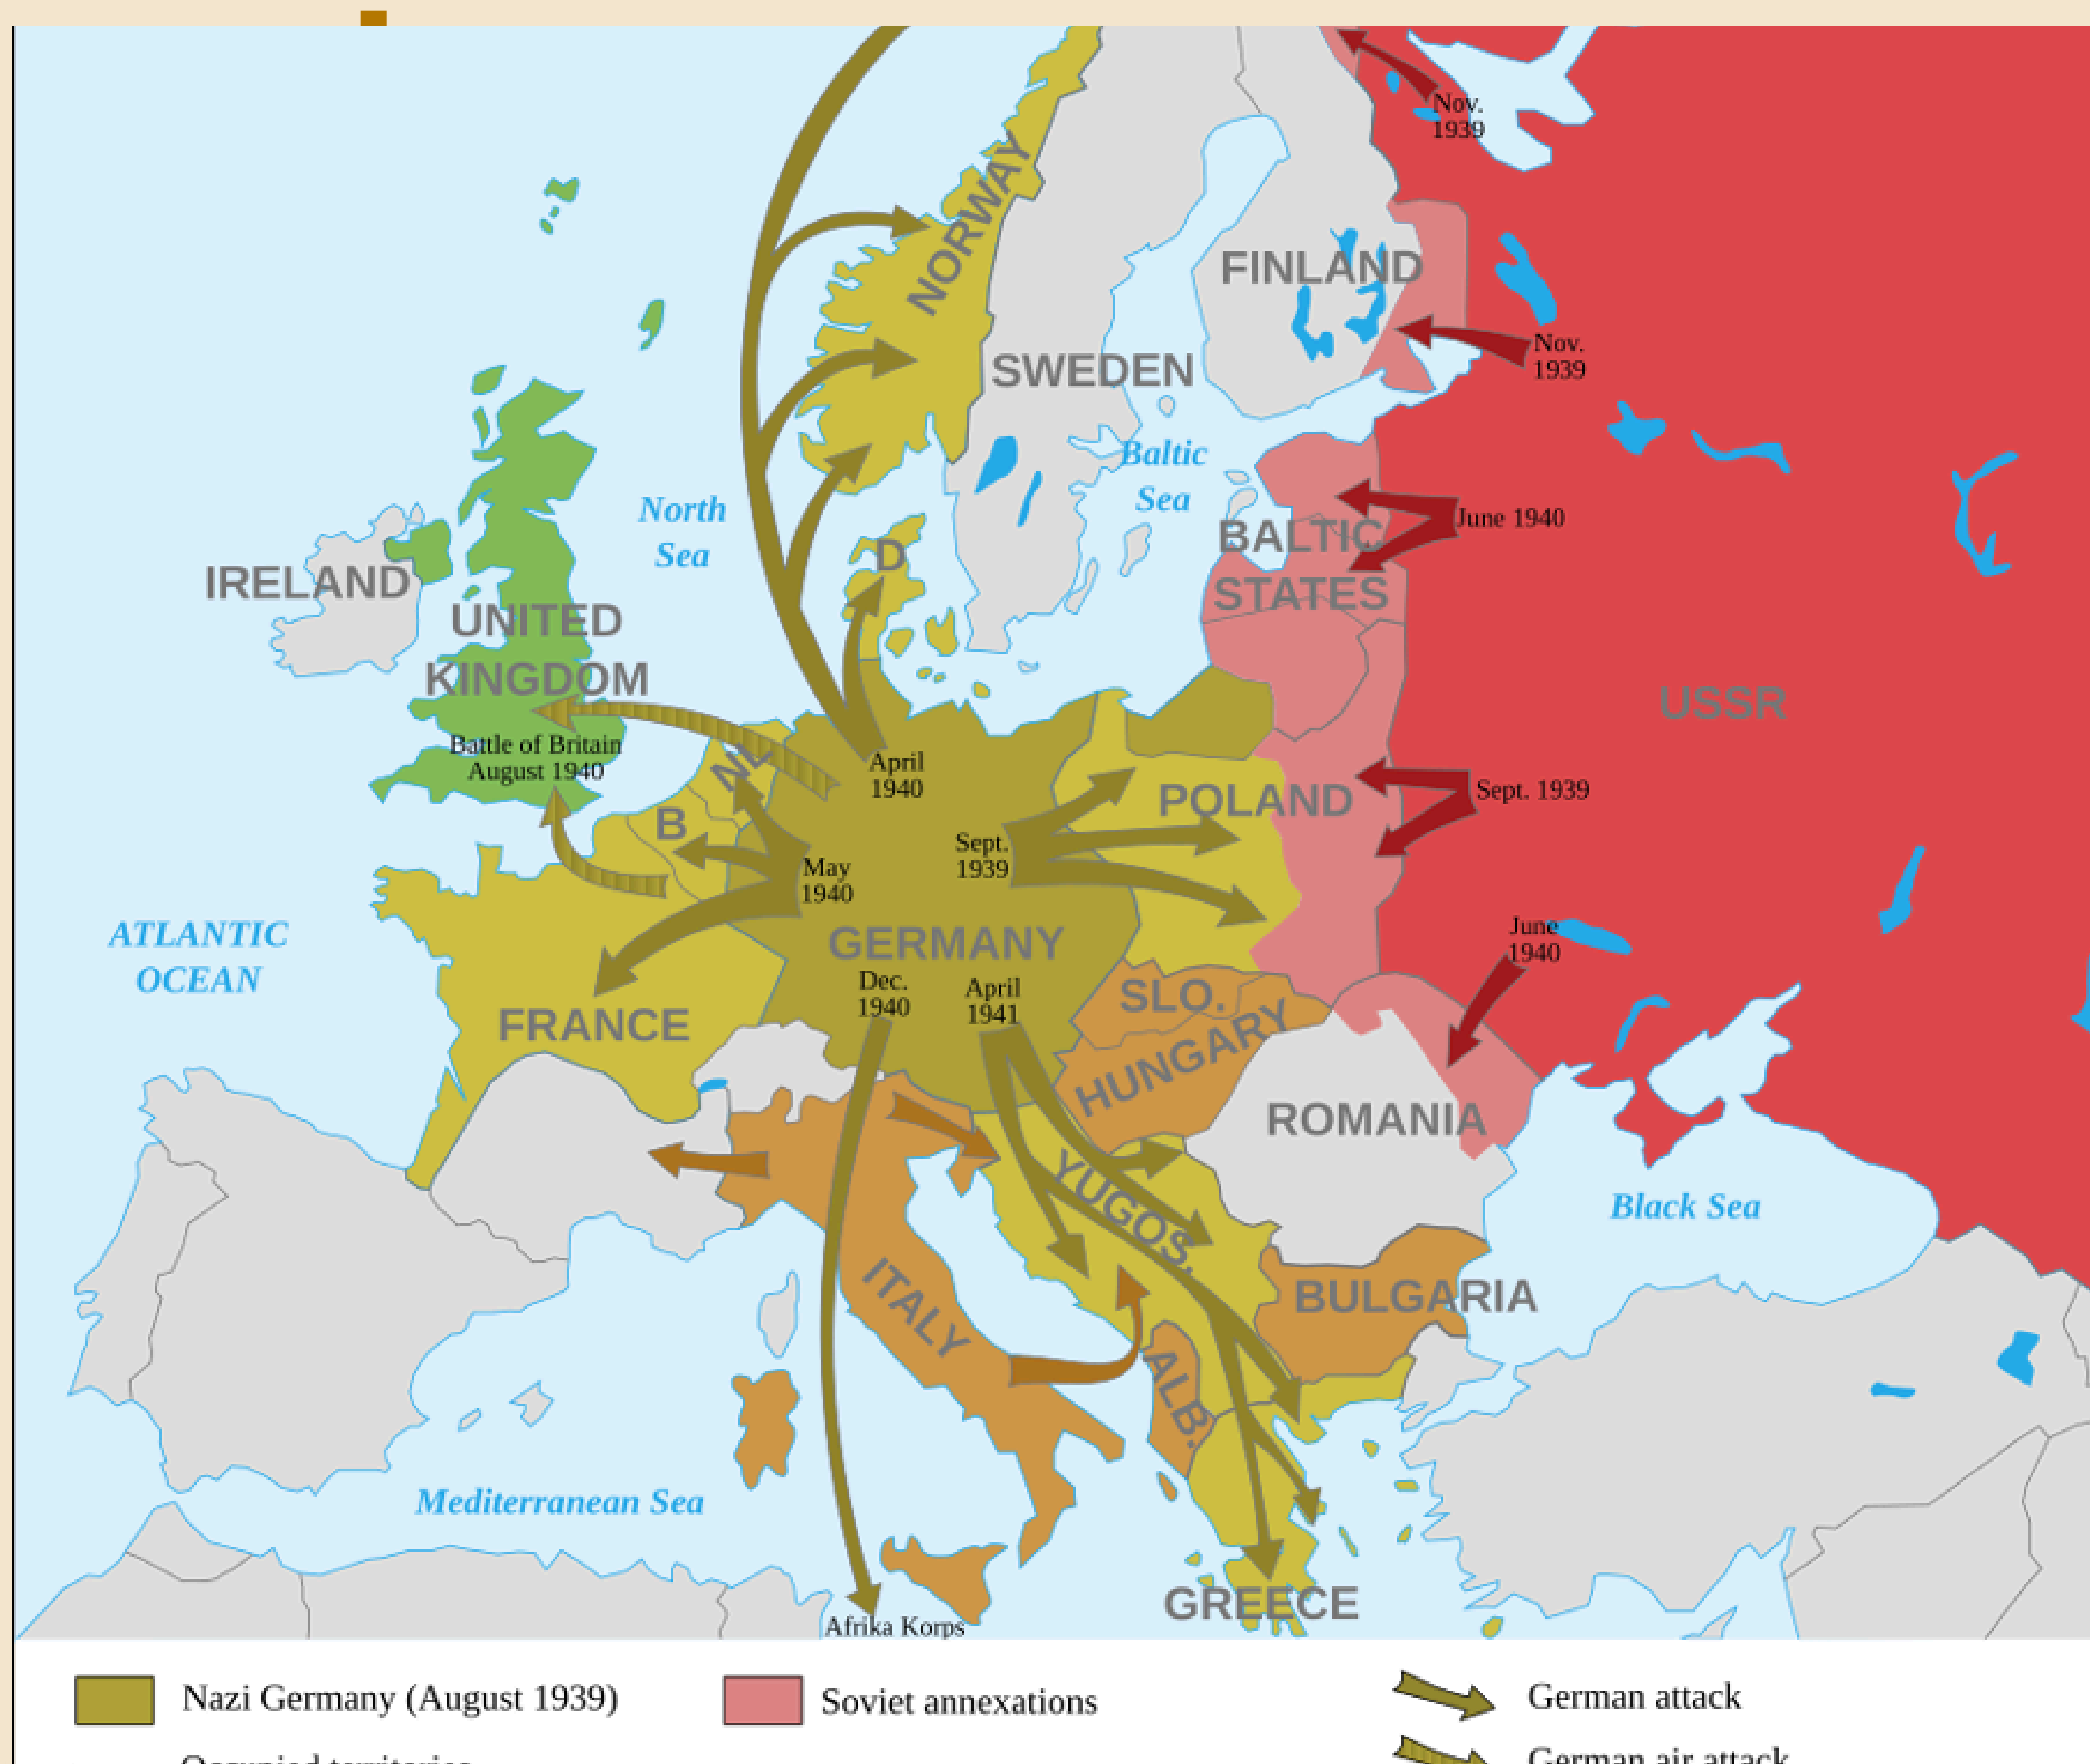 Nov.
1939
NORWAY
FINLAND
Nov.
1939
SWEDEN
Baltic
Sea
North
Sea
June 1940
BALTIC
STATES
D
IRELAND
UNITED
KINGDOM
USSR
Battle of Britain
August 1940
NL
April
1940
POLAND
Sept. 1939
B
Sept.
1939
May
1940
ATLANTIC
OCEAN
GERMANY
June
1940
Dec.
1940
April
1941
SLO.
FRANCE
HUNGARY
ROMANIA
YUGOS.
Black Sea
ITALY
BULGARIA
ALB.
Mediterranean Sea
GREECE
Afrika Korps
Nazi Germany (August 1939)
Soviet annexations
German attack
Occupied territories
German air attack